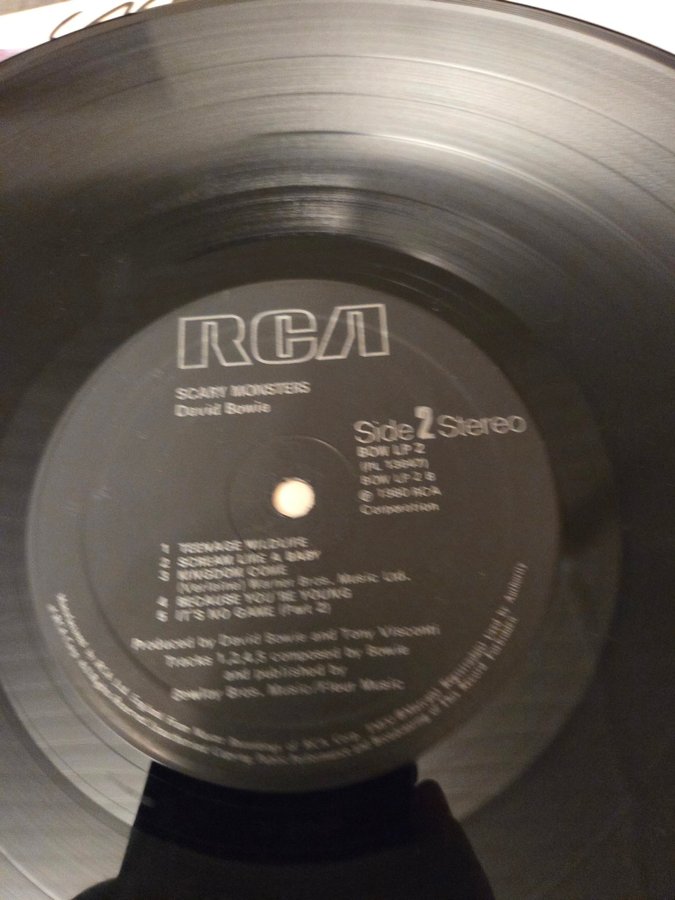 RCA
SCARY MONSTERS
David Bowie
Side 2 Stereo
BOW LP 2
(PL 13647)
BOW LP 2 B
℗ 1980 RCA
Corporation
1 TEENAGE WILDLIFE
2 SCREAM LIKE A BABY
3 KINGDOM COME
(Verlaine) Warner Bros. Music Ltd.
4 BECAUSE YOU'RE YOUNG
5 IT'S NO GAME (Part 2)
Produced by David Bowie and Tony Visconti
Tracks 1,2,4,5 composed by Bowie
and published by
Bewlay Bros. Music/Fleur Music